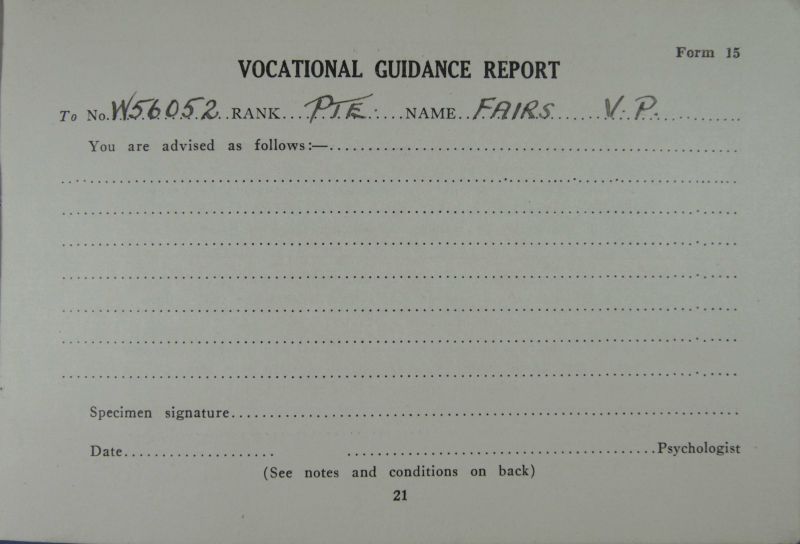 Form 15
VOCATIONAL GUIDANCE REPORT
To No. W56052 RANK PTE. NAME FAIRS V. P.
You are advised as follows:—
Specimen signature
Date Psychologist
(See notes and conditions on back)
21